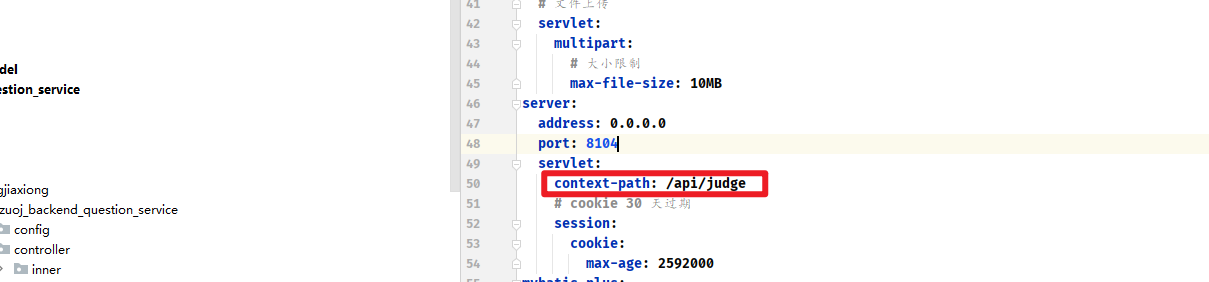 del
estion_service
gjiaxiong
zuoj_backend_question_service
config
controller
inner
41 # 文件上传
42 servlet:
43 multipart:
44 # 大小限制
45 max-file-size: 10MB
46 server:
47 address: 0.0.0.0
48 port: 8104
49 servlet:
50 context-path: /api/judge
51 # cookie 30 天过期
52 session:
53 cookie:
54 max-age: 2592000
55 mybatis-plus: